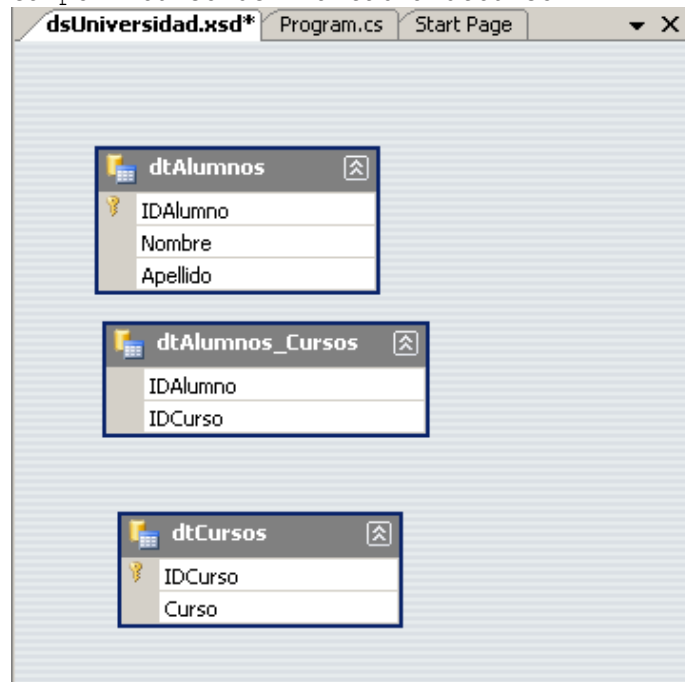 dsUniversidad.xsd* Program.cs Start Page
dtAlumnos
IDAlumno
Nombre
Apellido
dtAlumnos_Cursos
IDAlumno
IDCurso
dtCursos
IDCurso
Curso